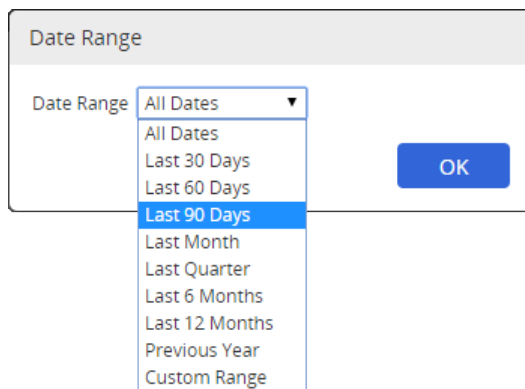 Date Range
Date Range All Dates
All Dates
Last 30 Days
Last 60 Days
OK
Last 90 Days
Last Month
Last Quarter
Last 6 Months
Last 12 Months
Previous Year
Custom Range